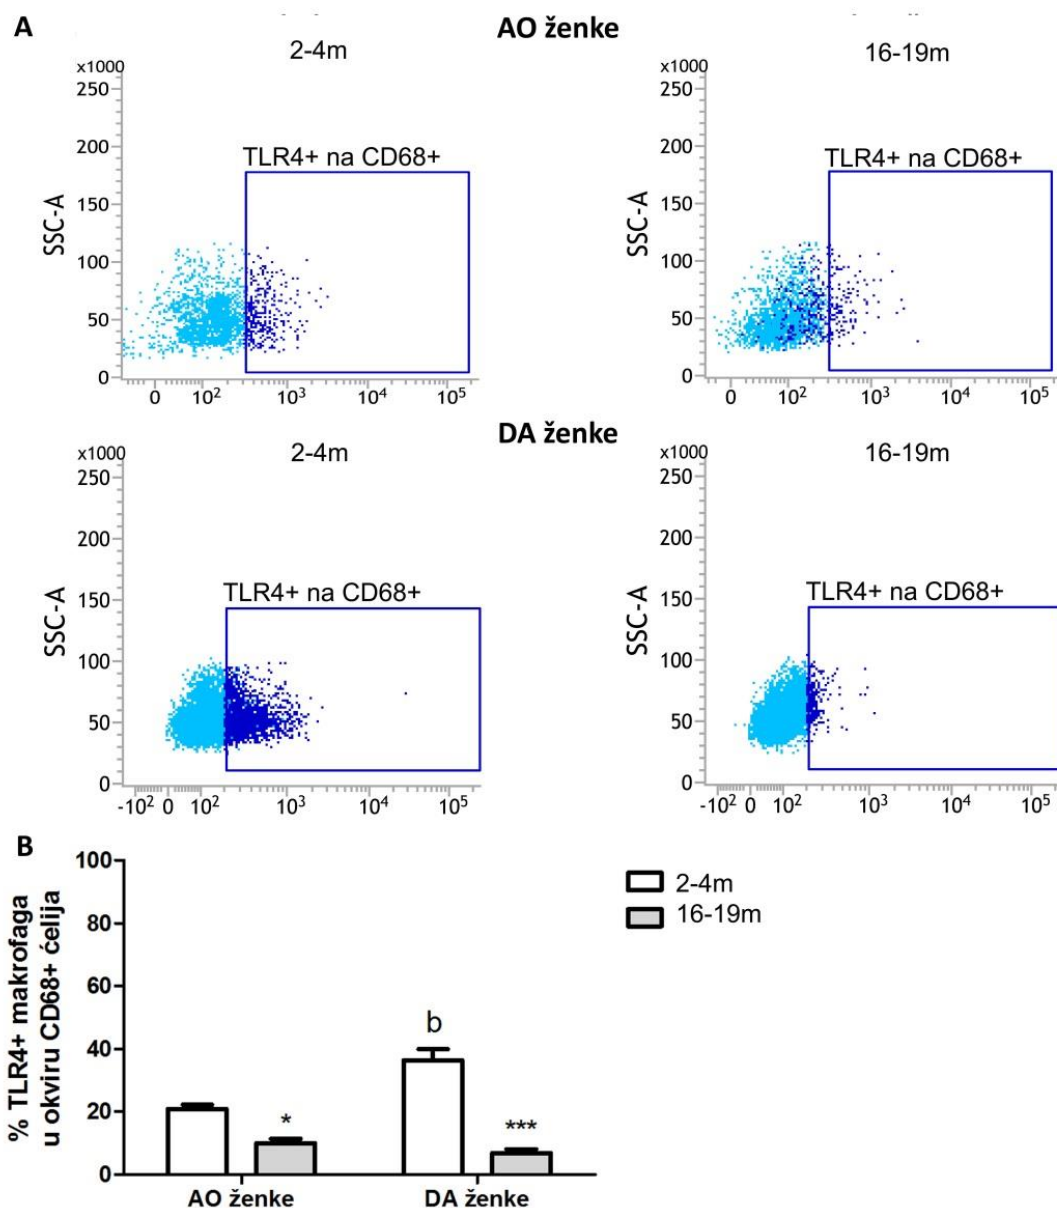 A
AO ženke
2-4m
16-19m
x1000
250
200
150
100
50
0
SSC-A
TLR4+ na CD68+
0 10² 10³ 10⁴ 10⁵
x1000
250
200
150
100
50
0
SSC-A
TLR4+ na CD68+
0 10² 10³ 10⁴ 10⁵
DA ženke
2-4m
16-19m
x1000
250
200
150
100
50
0
SSC-A
TLR4+ na CD68+
-10² 0 10² 10³ 10⁴ 10⁵
x1000
250
200
150
100
50
0
SSC-A
TLR4+ na CD68+
-10² 0 10² 10³ 10⁴ 10⁵
B
% TLR4+ makrofaga
u okviru CD68+ ćelija
100
80
60
40
20
0
*
b
***
AO ženke
DA ženke
2-4m
16-19m